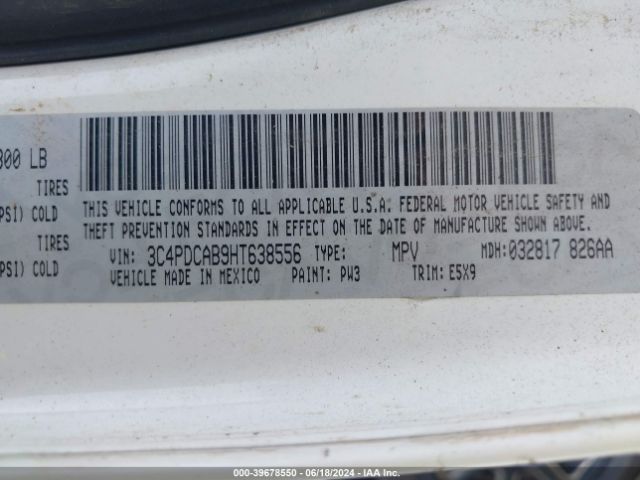 300 LB
TIRES
PSI) COLD
TIRES
PSI) COLD
THIS VEHICLE CONFORMS TO ALL APPLICABLE U.S.A. FEDERAL MOTOR VEHICLE SAFETY AND
THEFT PREVENTION STANDARDS IN EFFECT ON THE DATE OF MANUFACTURE SHOWN ABOVE.
VIN: 3C4PDCAB9HT638556 TYPE: MPV MDH:032817 826AA
VEHICLE MADE IN MEXICO PAINT: PW3 TRIM: E5X9
000-39678550 - 06/18/2024 - IAA Inc.